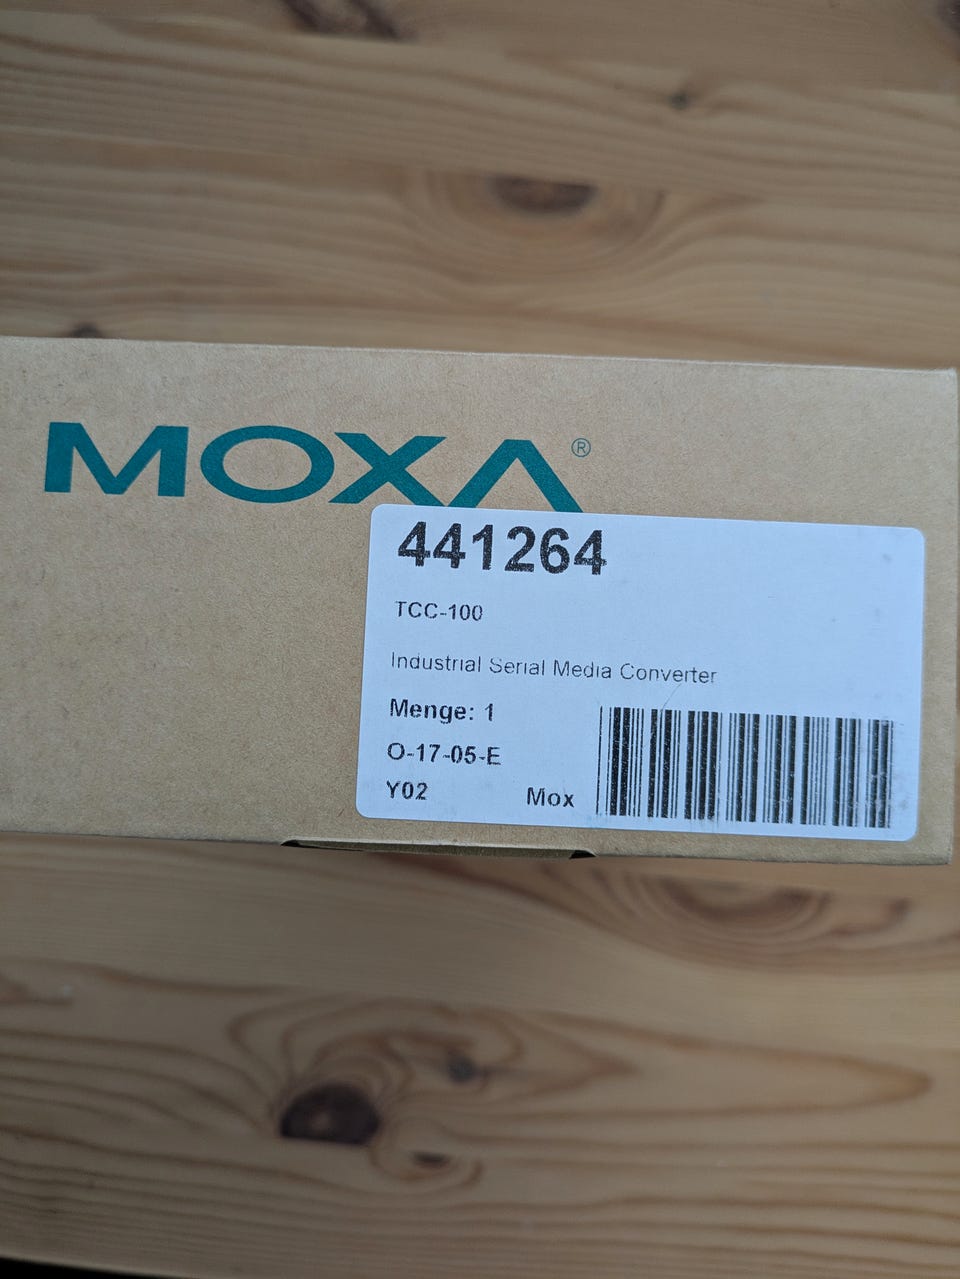 MOXA®
441264
TCC-100
Industrial Serial Media Converter
Menge: 1
O-17-05-E
Y02 Mox